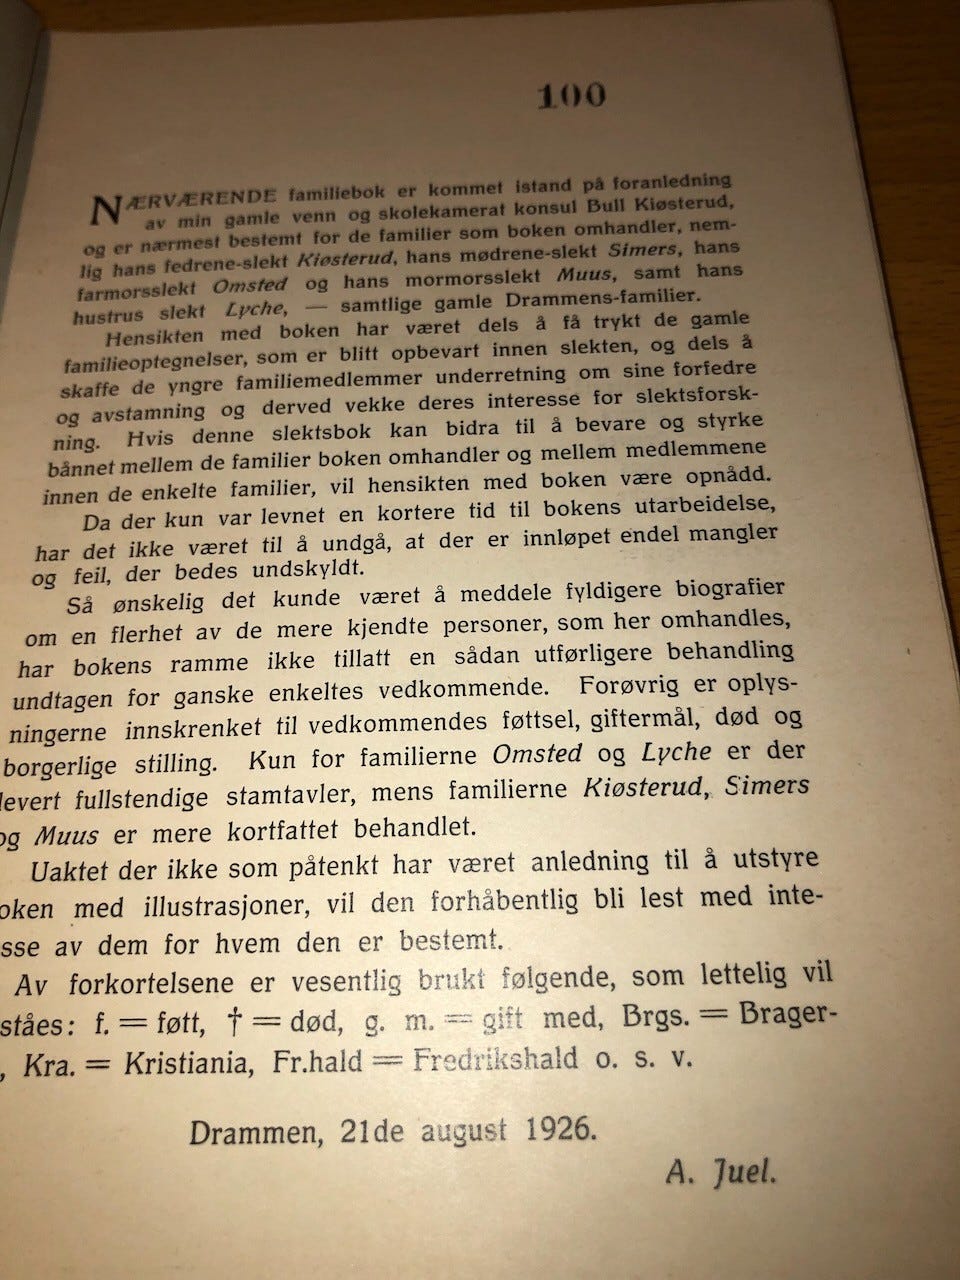 100
NÆRVÆRENDE familiebok er kommet istand på foranledning
av min gamle venn og skolekamerat konsul Bull Kiøsterud,
og er nærmest bestemt for de familier som boken omhandler, nem-
lig hans fedrene-slekt Kiøsterud, hans mødrene-slekt Simers, hans
farmorsslekt Omsted og hans mormorsslekt Muus, samt hans
hustrus slekt Lyche, — samtlige gamle Drammens-familier.
Hensikten med boken har været dels å få trykt de gamle
familieoptegnelser, som er blitt opbevart innen slekten, og dels å
skaffe de yngre familiemedlemmer underretning om sine forfedre
og avstamning og derved vekke deres interesse for slektsforsk-
ning. Hvis denne slektsbok kan bidra til å bevare og styrke
bånnet mellem de familier boken omhandler og mellem medlemmene
innen de enkelte familier, vil hensikten med boken være opnådd.
Da der kun var levnet en kortere tid til bokens utarbeidelse,
har det ikke været til å undgå, at der er innløpet endel mangler
og feil, der bedes undskyldt.
Så ønskelig det kunde været å meddele fyldigere biografier
om en flerhet av de mere kjendte personer, som her omhandles,
har bokens ramme ikke tillatt en sådan utførligere behandling
undtagen for ganske enkeltes vedkommende. Forøvrig er oplys-
ningerne innskrenket til vedkommendes føttsel, giftermål, død og
borgerlige stilling. Kun for familierne Omsted og Lyche er der
levert fullstendige stamtavler, mens familierne Kiøsterud, Simers
og Muus er mere kortfattet behandlet.
Uaktet der ikke som påtenkt har været anledning til å utstyre
oken med illustrasjoner, vil den forhåbentlig bli lest med inte-
sse av dem for hvem den er bestemt.
Av forkortelsene er vesentlig brukt følgende, som lettelig vil
ståes: f. = føtt, † = død, g. m. = gift med, Brgs. = Brager-
, Kra. = Kristiania, Fr.hald = Fredrikshald o. s. v.
Drammen, 21de august 1926.
A. Juel.